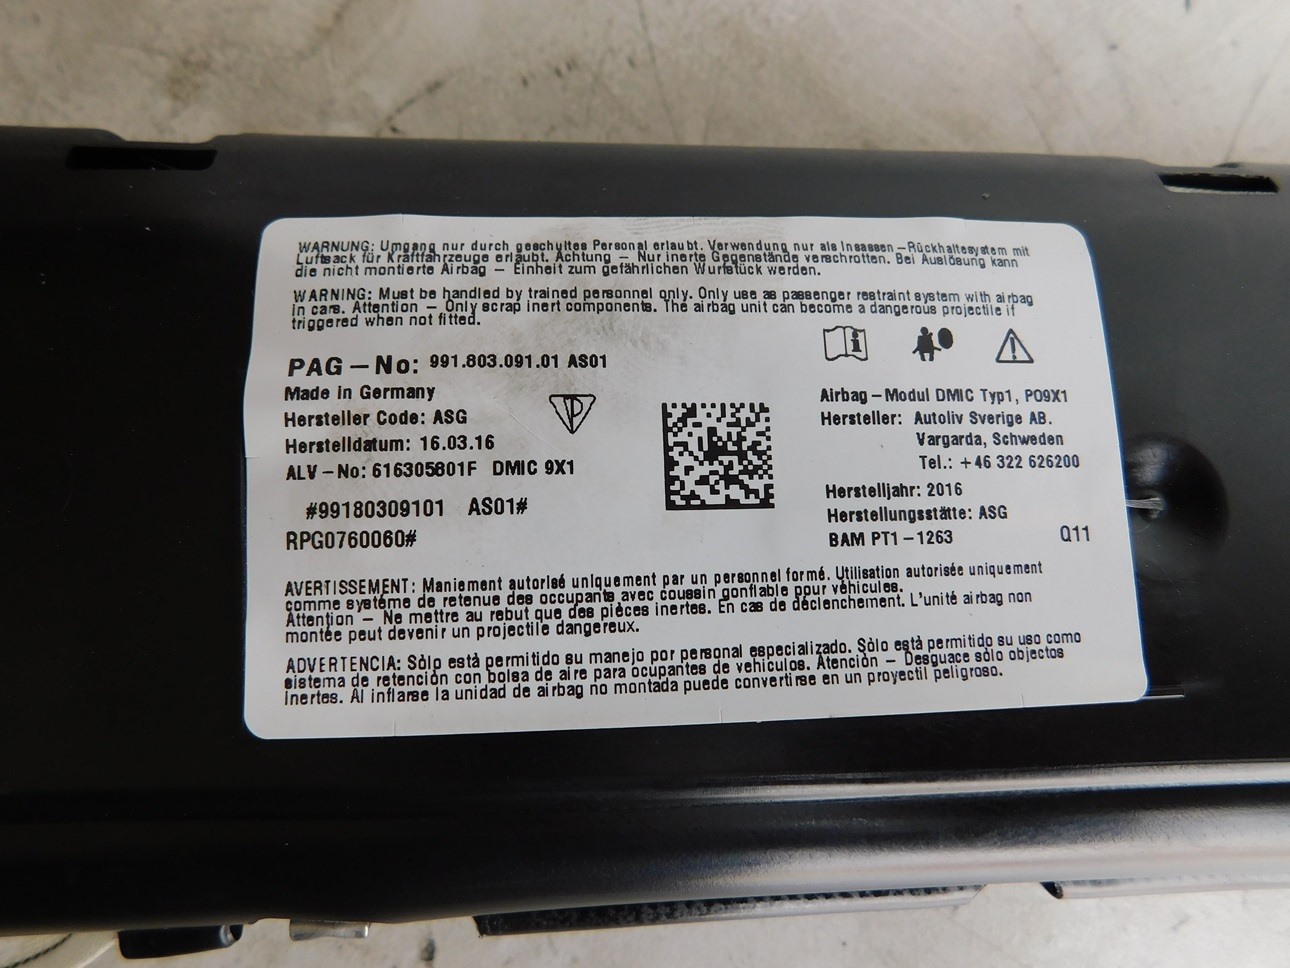 WARNUNG: Umgang nur durch geschultes Personal erlaubt. Verwendung nur als Insassen-Rückhaltesystem mit
Luftsack für Kraftfahrzeuge erlaubt. Achtung – Nur inerte Gegenstände verschrotten. Bei Auslösung kann
die nicht montierte Airbag – Einheit zum gefährlichen Wurfstück werden.
WARNING: Must be handled by trained personnel only. Only use as passenger restraint system with airbag
in cars. Attention – Only scrap inert components. The airbag unit can become a dangerous projectile if
triggered when not fitted.
PAG – No: 991.803.091.01 AS01
Made in Germany
Hersteller Code: ASG
Herstelldatum: 16.03.16
ALV – No: 616305801F DMIC 9X1
#99180309101 AS01#
RPG0760060#
Airbag – Modul DMIC Typ1, PO9X1
Hersteller: Autoliv Sverige AB.
Vargarda, Schweden
Tel.: +46 322 626200
Herstelljahr: 2016
Herstellungsstätte: ASG
BAM PT1 – 1263 Q11
AVERTISSEMENT: Maniement autorisé uniquement par un personnel formé. Utilisation autorisée uniquement
comme système de retenue des occupants avec coussin gonflable pour véhicules.
Attention – Ne mettre au rebut que des pièces inertes. En cas de déclenchement. L'unité airbag non
montée peut devenir un projectile dangereux.
ADVERTENCIA: Sòlo està permitido su manejo por personal especializado. Sòlo està permitido su uso como
sistema de retención con bolsa de aire para ocupantes de vehìculos. Atención – Desguace sòlo objectos
inertes. Al inflarse la unidad de airbag no montada puede convertirse en un proyectil peligroso.